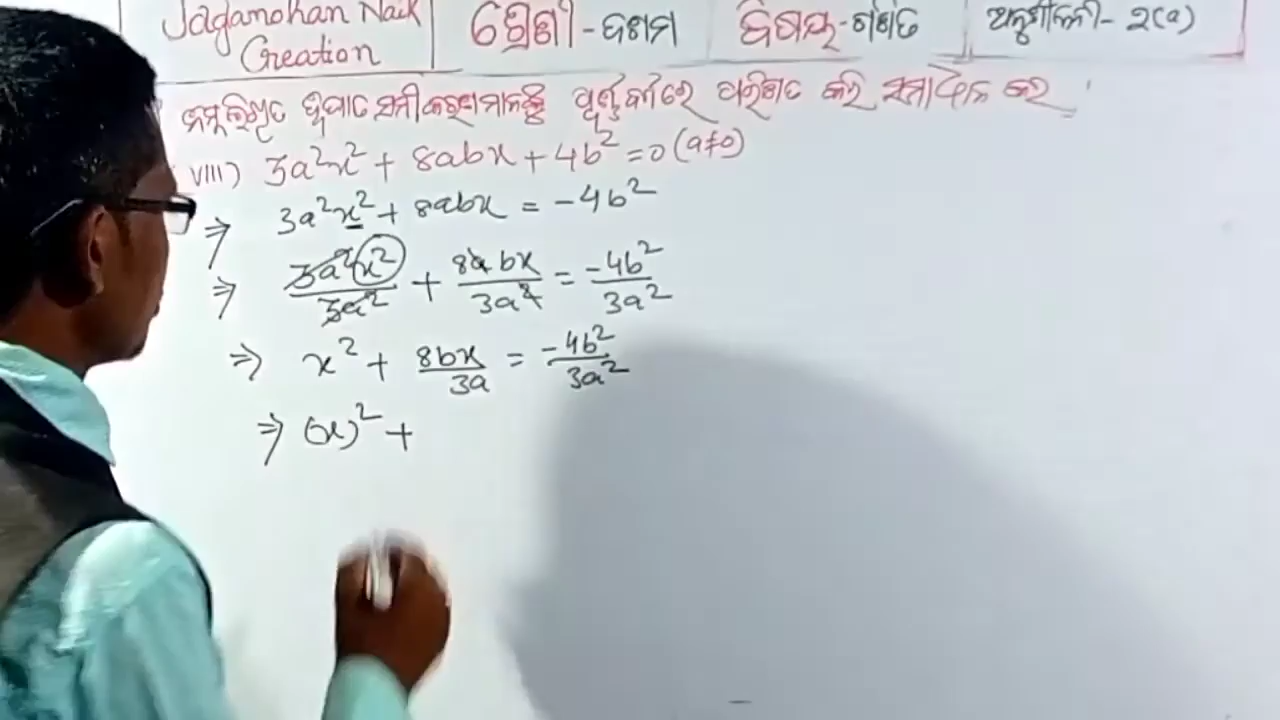 Jagamohan Naik Creation
ଶ୍ରେଣୀ-ଦଶମ
ବିଷୟ-ଗଣିତ
ଅନୁଶୀଳନୀ-୨(a)
ନିମ୍ନଲିଖିତ ଦ୍ଵିଘାତ ସମୀକରଣମାନଙ୍କୁ ପୂର୍ଣ୍ଣବର୍ଗରେ ପରିଣତ କରି ସମାଧାନ କର
VIII) 3a²x² + 8abx + 4b² = 0 (a≠0)
⇒ 3a²x² + 8abx = -4b²
⇒ 3a²x²/3a² + 8abx/3a² = -4b²/3a²
⇒ x² + 8bx/3a = -4b²/3a²
⇒ (x)² +